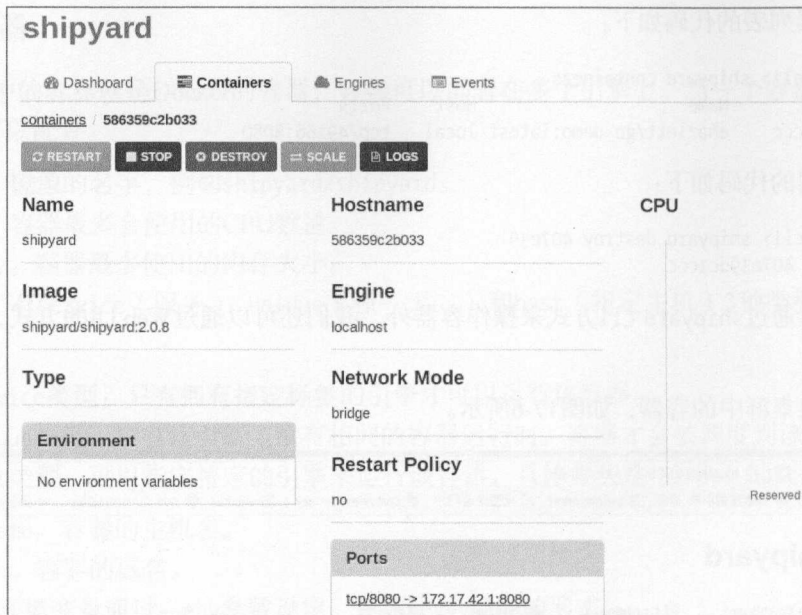 shipyard
Dashboard Containers Engines Events
containers / 586359c2b033
RESTART STOP DESTROY SCALE LOGS
Name
shipyard
Hostname
586359c2b033
CPU
Image
shipyard/shipyard:2.0.8
Engine
localhost
Type
Network Mode
bridge
Environment
No environment variables
Restart Policy
no
Reserved
Ports
tcp/8080 -> 172.17.42.1:8080